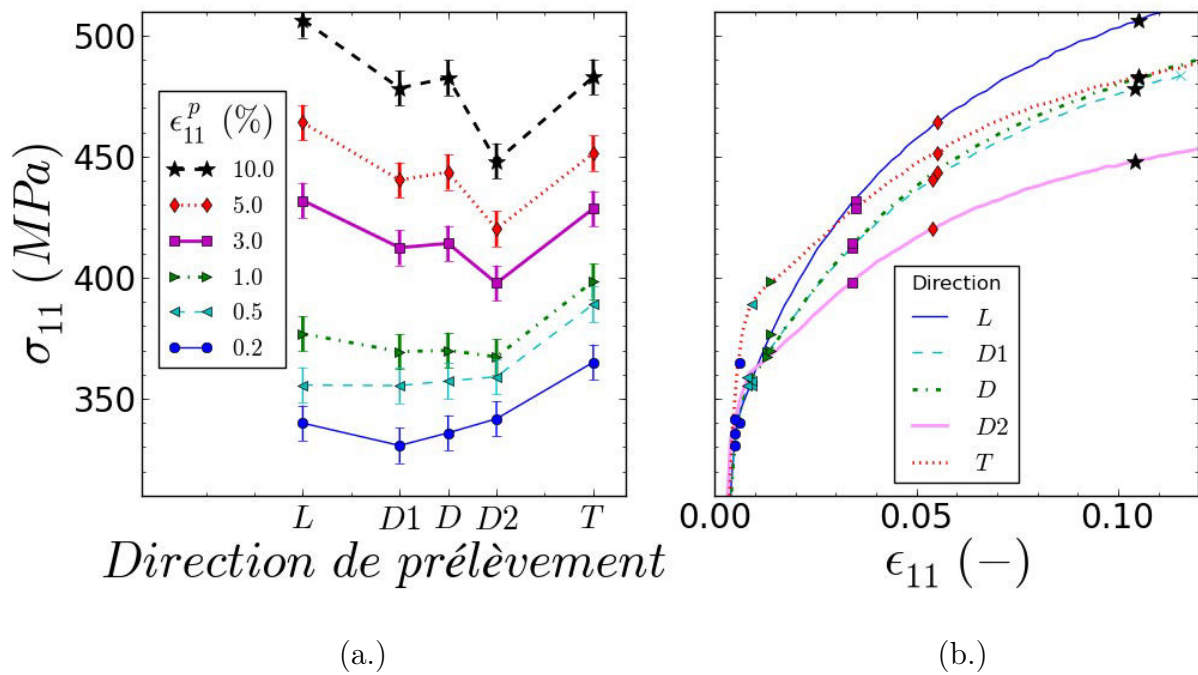 500
450
400
350
σ11 (MPa)
ϵ11^p (%)
10.0
5.0
3.0
1.0
0.5
0.2
L D1 D D2 T
Direction de prélèvement
(a.)
Direction
L
D1
D
D2
T
0.00 0.05 0.10
ϵ11 (−)
(b.)